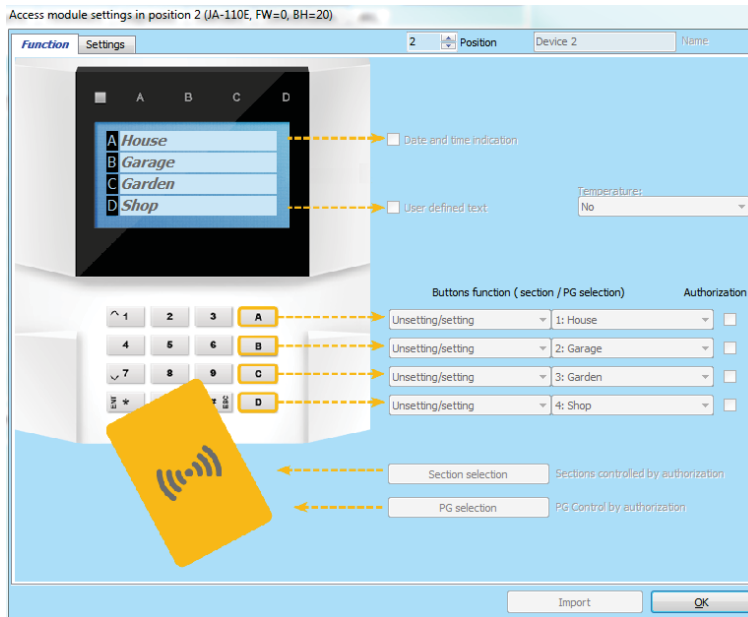 Access module settings in position 2 (JA-110E, FW=0, BH=20)
Function Settings 2 Position Device 2 Name
A B C D
A House
B Garage
C Garden
D Shop
Date and time indication
Temperature:
User defined text No
Buttons function ( section / PG selection) Authorization
1 2 3 A Unsetting/setting 1: House
4 5 6 B Unsetting/setting 2: Garage
7 8 9 C Unsetting/setting 3: Garden
* ESC D Unsetting/setting 4: Shop
Section selection Sections controlled by authorization
PG selection PG Control by authorization
Import OK